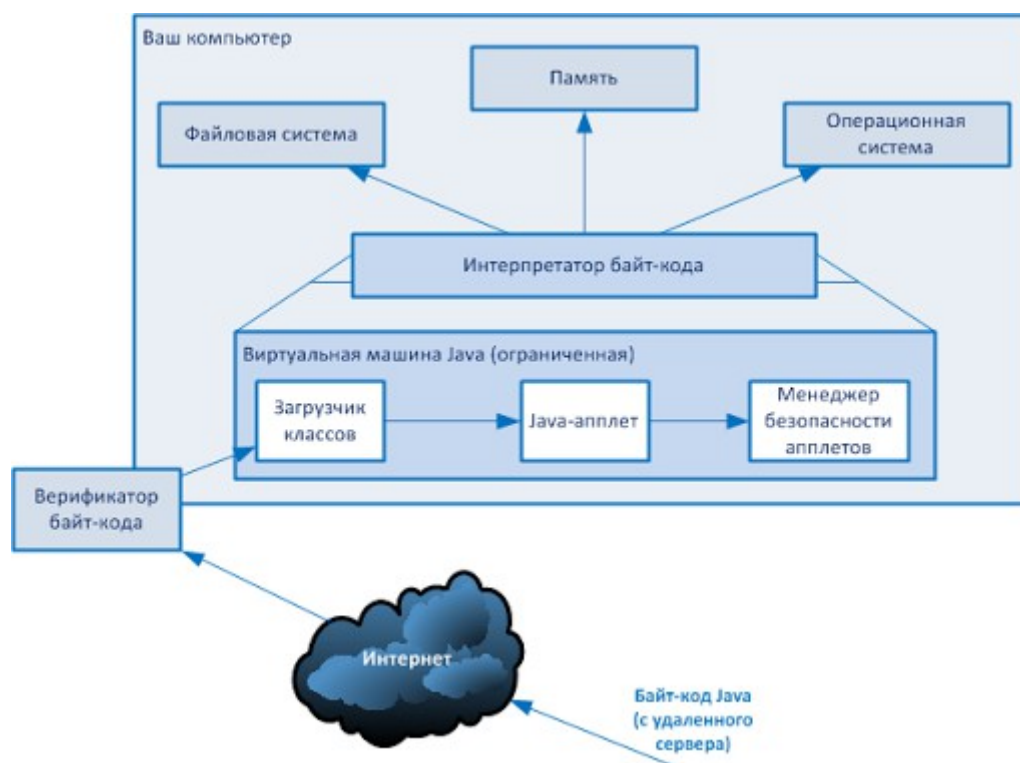 Ваш компьютер
Память
Файловая система
Операционная
система
Интерпретатор байт-кода
Виртуальная машина Java (ограниченная)
Загрузчик
классов
Java-апплет
Менеджер
безопасности
апплетов
Верификатор
байт-кода
Интернет
Байт-код Java
(с удаленного
сервера)